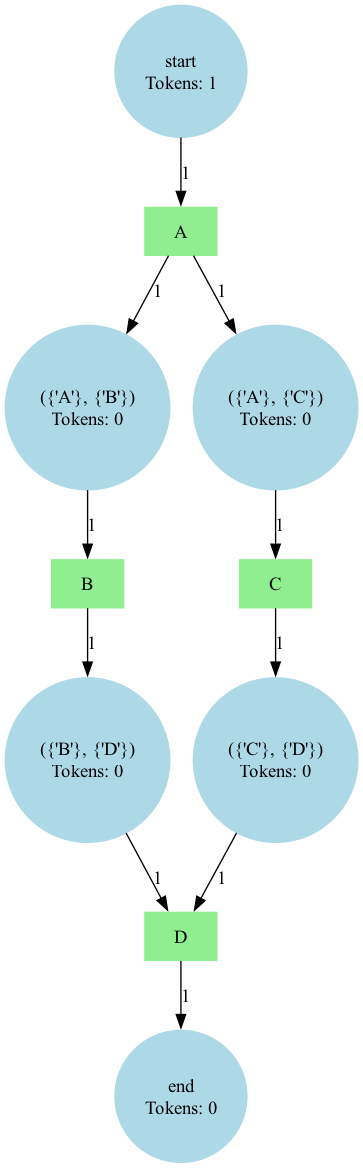 start
Tokens: 1
1
A
1
1
({'A'}, {'B'})
Tokens: 0
({'A'}, {'C'})
Tokens: 0
1
1
B
C
1
1
({'B'}, {'D'})
Tokens: 0
({'C'}, {'D'})
Tokens: 0
1
1
D
1
end
Tokens: 0